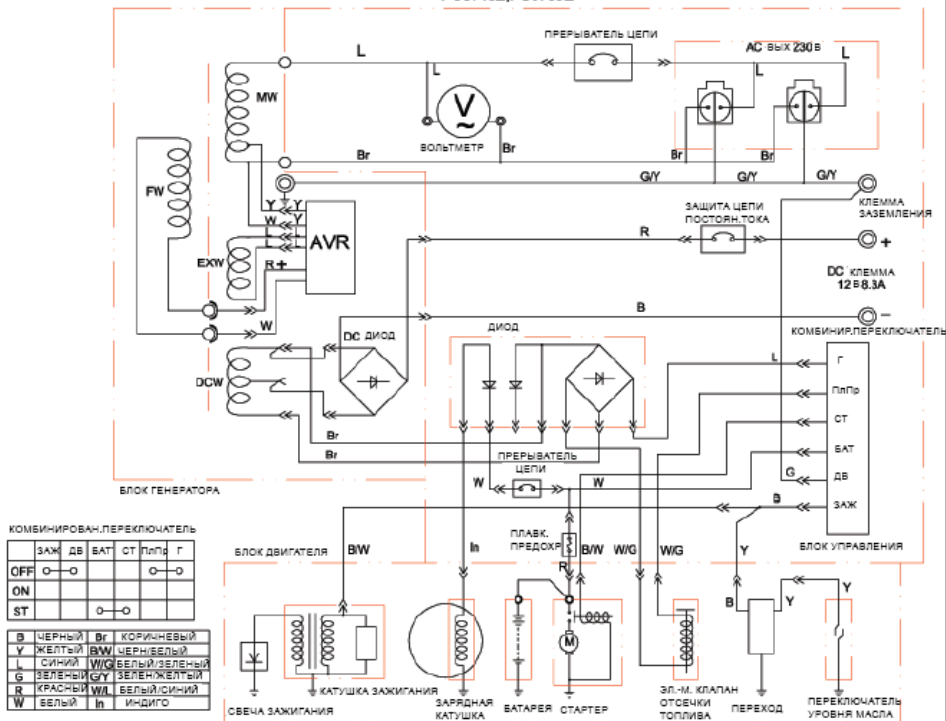 ПРЕРЫВАТЕЛЬ ЦЕПИ
АС ВЫХ 230 В
L
L
L
L
L
MW
V
~
ВОЛЬТМЕТР
Br
Br
Br
Br
G/Y
G/Y
G/Y
КЛЕММА
ЗАЗЕМЛЕНИЯ
FW
Y
Y
W
Y
L
L
L
L
EXW
R +
W
AVR
ЗАЩИТА ЦЕПИ
ПОСТОЯН.ТОКА
R
+
DC КЛЕММА
12 В 8.3А
B
−
DC ДИОД
ДИОД
КОМБИНИР.ПЕРЕКЛЮЧАТЕЛЬ
DCW
L
Г
ПлПр
СТ
БАТ
ДВ
ЗАЖ
G
B
Br
Br
ПРЕРЫВАТЕЛЬ
ЦЕПИ
W
W
БЛОК ГЕНЕРАТОРА
БЛОК УПРАВЛЕНИЯ
КОМБИНИРОВАН.ПЕРЕКЛЮЧАТЕЛЬ
ЗАЖ ДВ БАТ СТ ПлПр Г
OFF
ON
ST
БЛОК ДВИГАТЕЛЯ
B/W
In
ПЛАВК.
ПРЕДОХР.
R
B/W
W/G
W/G
Y
B
Y
Y
M
B ЧЕРНЫЙ Br КОРИЧНЕВЫЙ
Y ЖЕЛТЫЙ B/W ЧЕРН/БЕЛЫЙ
L СИНИЙ W/G БЕЛЫЙ/ЗЕЛЕНЫЙ
G ЗЕЛЕНЫЙ G/Y ЗЕЛЕН/ЖЕЛТЫЙ
R КРАСНЫЙ W/L БЕЛЫЙ/СИНИЙ
W БЕЛЫЙ In ИНДИГО
СВЕЧА ЗАЖИГАНИЯ
КАТУШКА ЗАЖИГАНИЯ
ЗАРЯДНАЯ
КАТУШКА
БАТАРЕЯ
СТАРТЕР
ЭЛ.-М. КЛАПАН
ОТСЕЧКИ
ТОПЛИВА
ПЕРЕХОД
ПЕРЕКЛЮЧАТЕЛЬ
УРОВНЯ МАСЛА